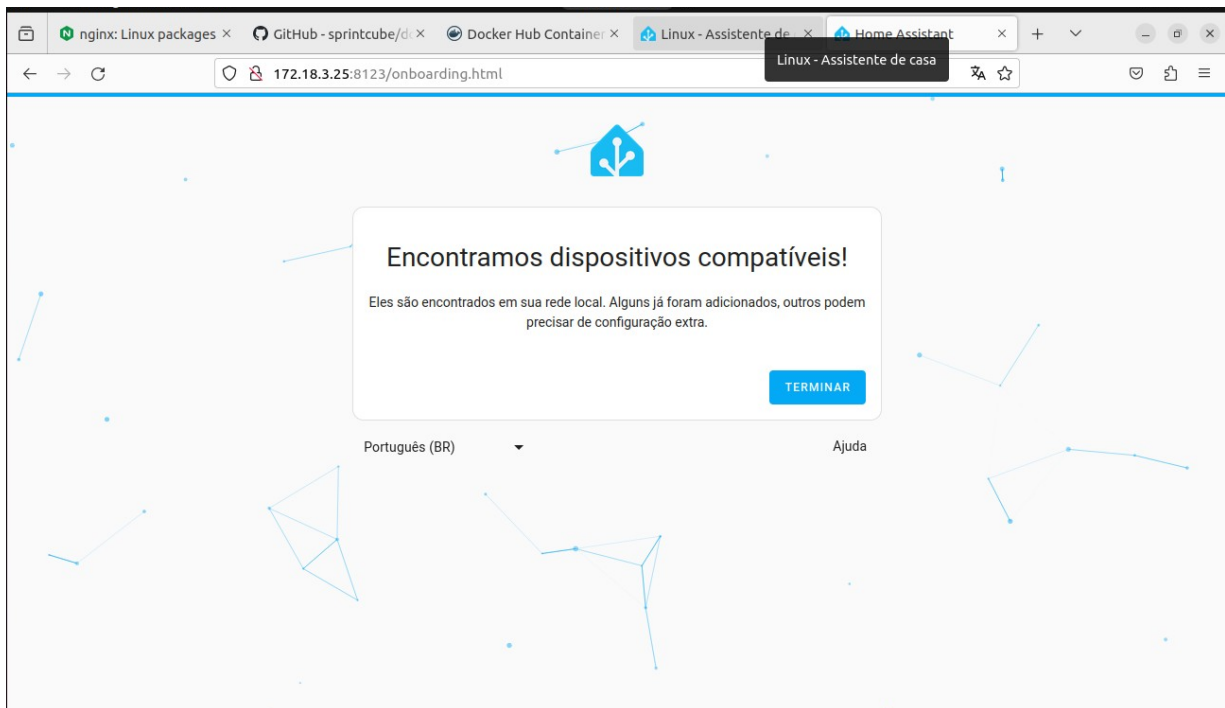 nginx: Linux packages
GitHub - sprintcube/d
Docker Hub Container
Linux - Assistente de
Home Assistant
Linux - Assistente de casa
172.18.3.25:8123/onboarding.html
Encontramos dispositivos compatíveis!
Eles são encontrados em sua rede local. Alguns já foram adicionados, outros podem
precisar de configuração extra.
TERMINAR
Português (BR)
Ajuda